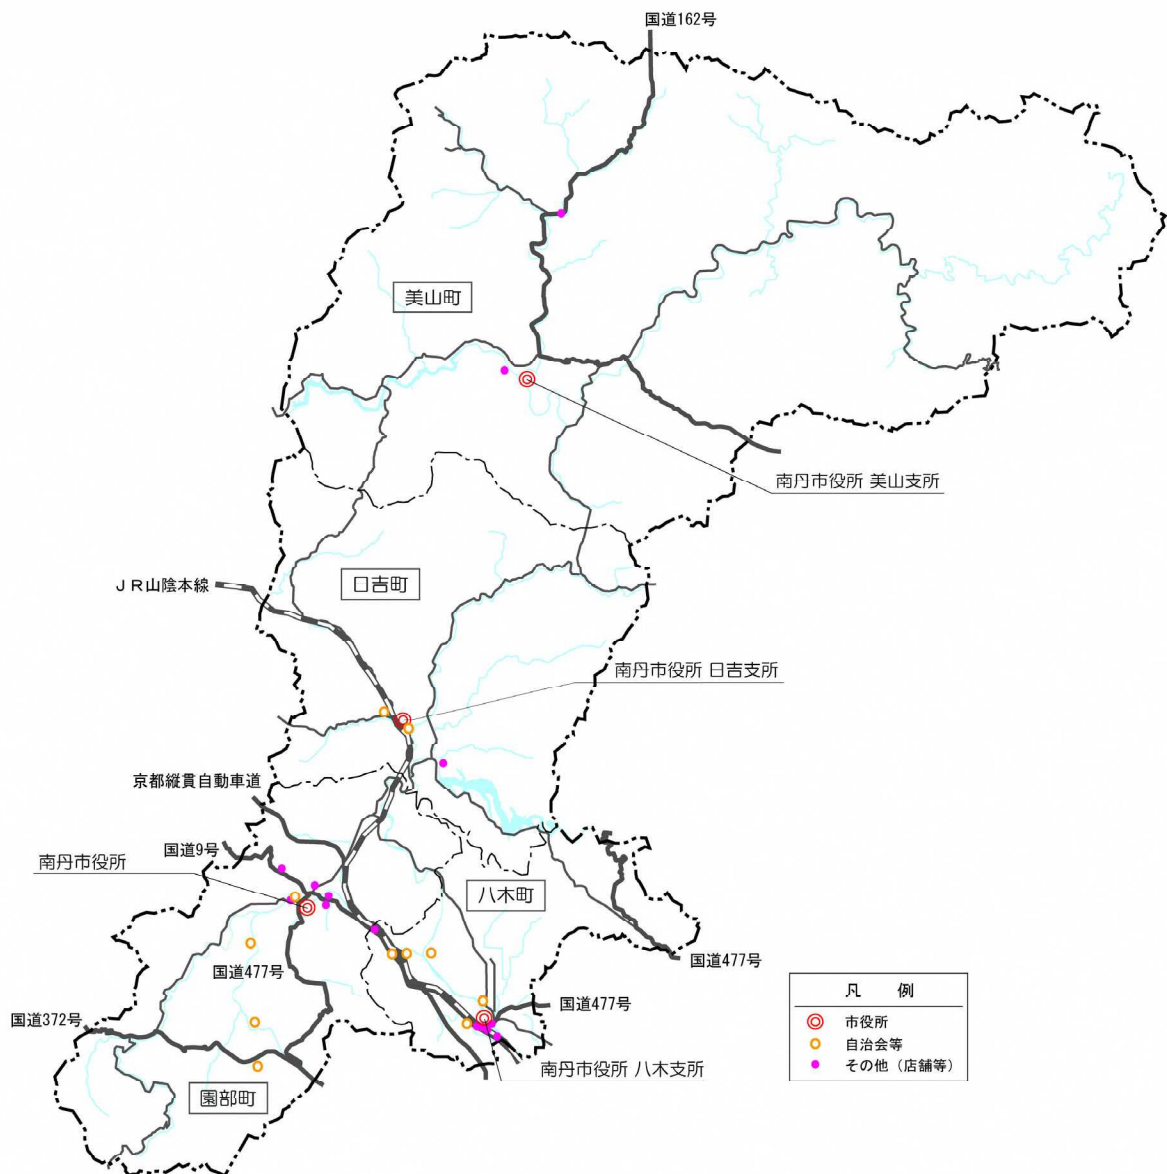 国道162号
美山町
南丹市役所 美山支所
日吉町
JR山陰本線
南丹市役所 日吉支所
京都縦貫自動車道
国道9号
南丹市役所
八木町
国道477号
国道477号
国道477号
国道372号
南丹市役所 八木支所
園部町
凡 例
市役所
自治会等
その他(店舗等)